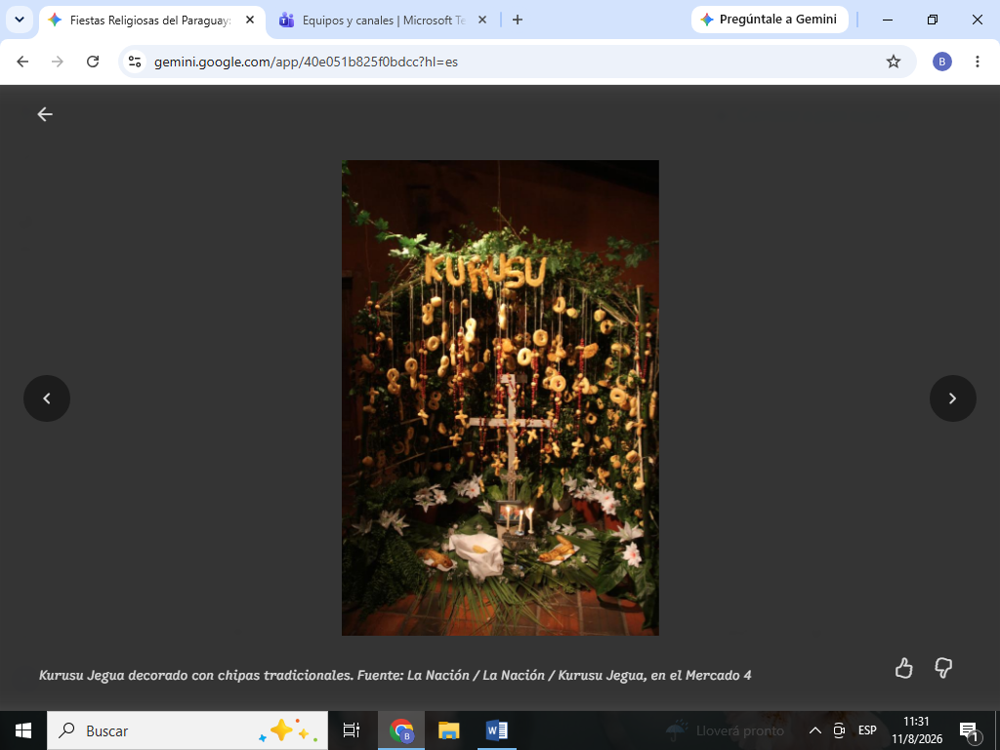 Fiestas Religiosas del Paraguay:
Equipos y canales | Microsoft Te
Pregúntale a Gemini
gemini.google.com/app/40e051b825f0bdcc?hl=es
B
KURUSU
Kurusu Jegua decorado con chipas tradicionales. Fuente: La Nación / La Nación / Kurusu Jegua, en el Mercado 4
Buscar
B
W
Lloverá pronto
ESP
11:31
11/8/2026
1